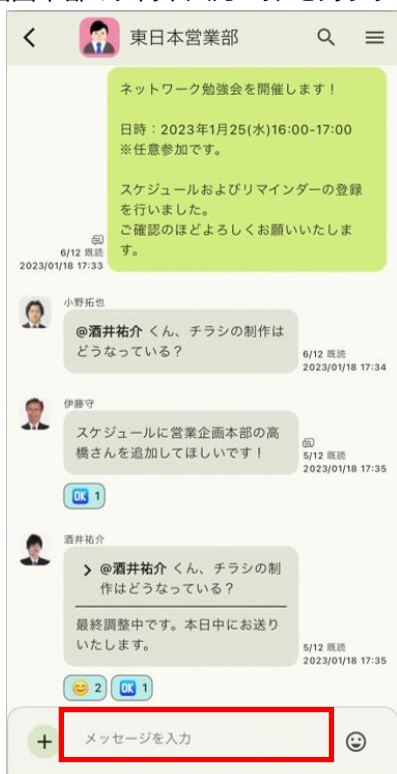 東日本営業部
ネットワーク勉強会を開催します！
日時：2023年1月25(水)16:00-17:00
※任意参加です。
スケジュールおよびリマインダーの登録
を行いました。
ご確認のほどよろしくお願いいたしま
す。
6/12 既読
2023/01/18 17:33
小野拓也
@酒井祐介 くん、チラシの制作は
どうなっている？
6/12 既読
2023/01/18 17:34
伊藤守
スケジュールに営業企画本部の高
橋さんを追加してほしいです！
5/12 既読
2023/01/18 17:35
OK 1
酒井祐介
@酒井祐介 くん、チラシの制
作はどうなっている？
最終調整中です。本日中にお送り
いたします。
5/12 既読
2023/01/18 17:35
😊 2 OK 1
メッセージを入力